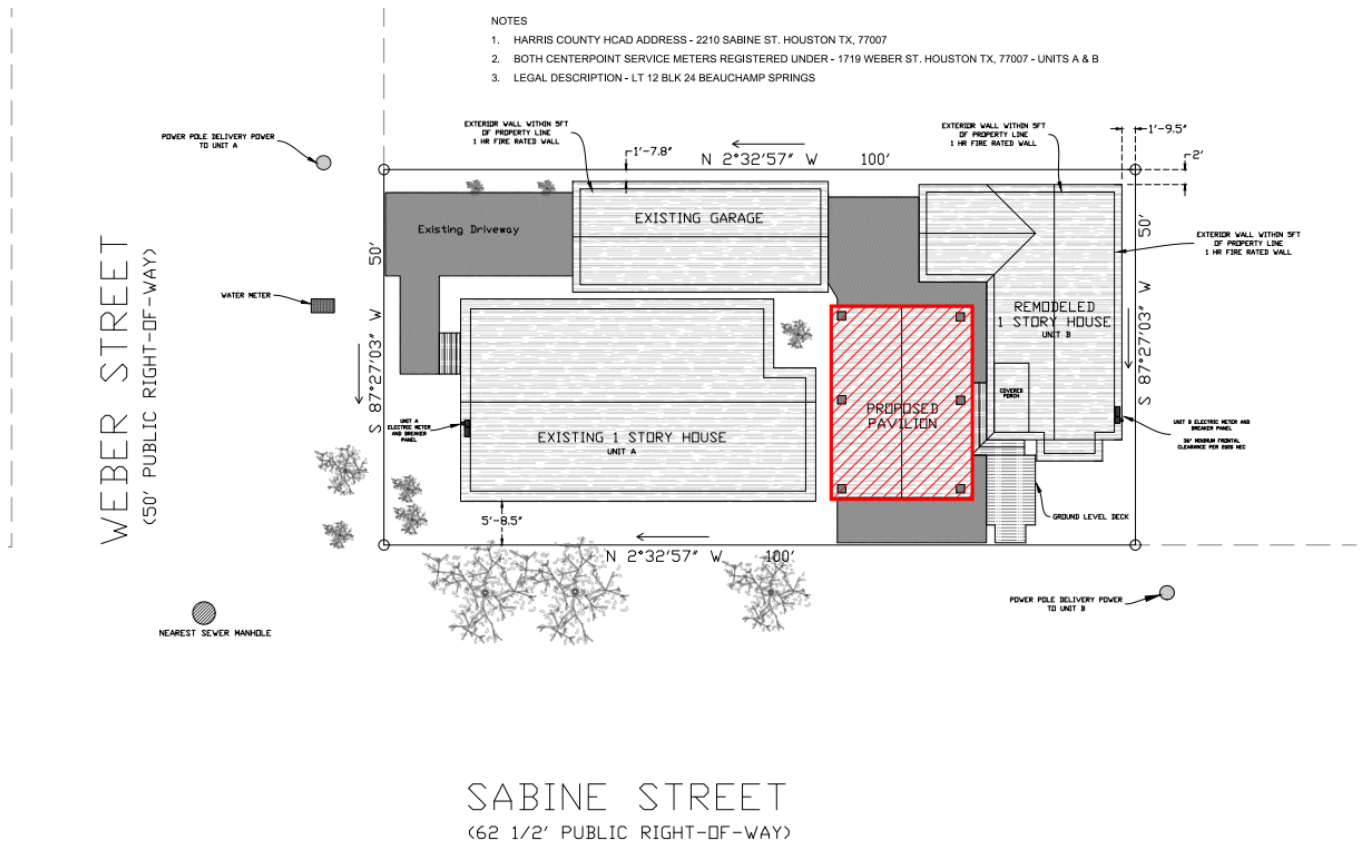 NOTES
1. HARRIS COUNTY HCAD ADDRESS - 2210 SABINE ST. HOUSTON TX, 77007
2. BOTH CENTERPOINT SERVICE METERS REGISTERED UNDER - 1719 WEBER ST. HOUSTON TX, 77007 - UNITS A & B
3. LEGAL DESCRIPTION - LT 12 BLK 24 BEAUCHAMP SPRINGS
POWER POLE DELIVERY POWER
TO UNIT A
EXTERIOR WALL WITHIN 5FT
OF PROPERTY LINE
1 HR FIRE RATED WALL
1'-7.8"
N 2°32'57" W 100'
EXTERIOR WALL WITHIN 5FT
OF PROPERTY LINE
1 HR FIRE RATED WALL
1'-9.5"
2'
Existing Driveway
EXISTING GARAGE
50'
S 87°27'03" W
50'
S 87°27'03" W
EXTERIOR WALL WITHIN 5FT
OF PROPERTY LINE
1 HR FIRE RATED WALL
WATER METER
WEBER STREET
(50' PUBLIC RIGHT-OF-WAY)
REMODELED
1 STORY HOUSE
UNIT B
COVERED
PORCH
PROPOSED
PAVILION
UNIT A
ELECTRIC METER
AND BREAKER
PANEL
EXISTING 1 STORY HOUSE
UNIT A
UNIT B ELECTRIC METER AND
BREAKER PANEL
36" MINIMUM FRONTAL
CLEARANCE PER 2020 NEC
5'-8.5"
GROUND LEVEL DECK
N 2°32'57" W 100'
POWER POLE DELIVERY POWER
TO UNIT B
NEAREST SEWER MANHOLE
SABINE STREET
(62 1/2' PUBLIC RIGHT-OF-WAY)